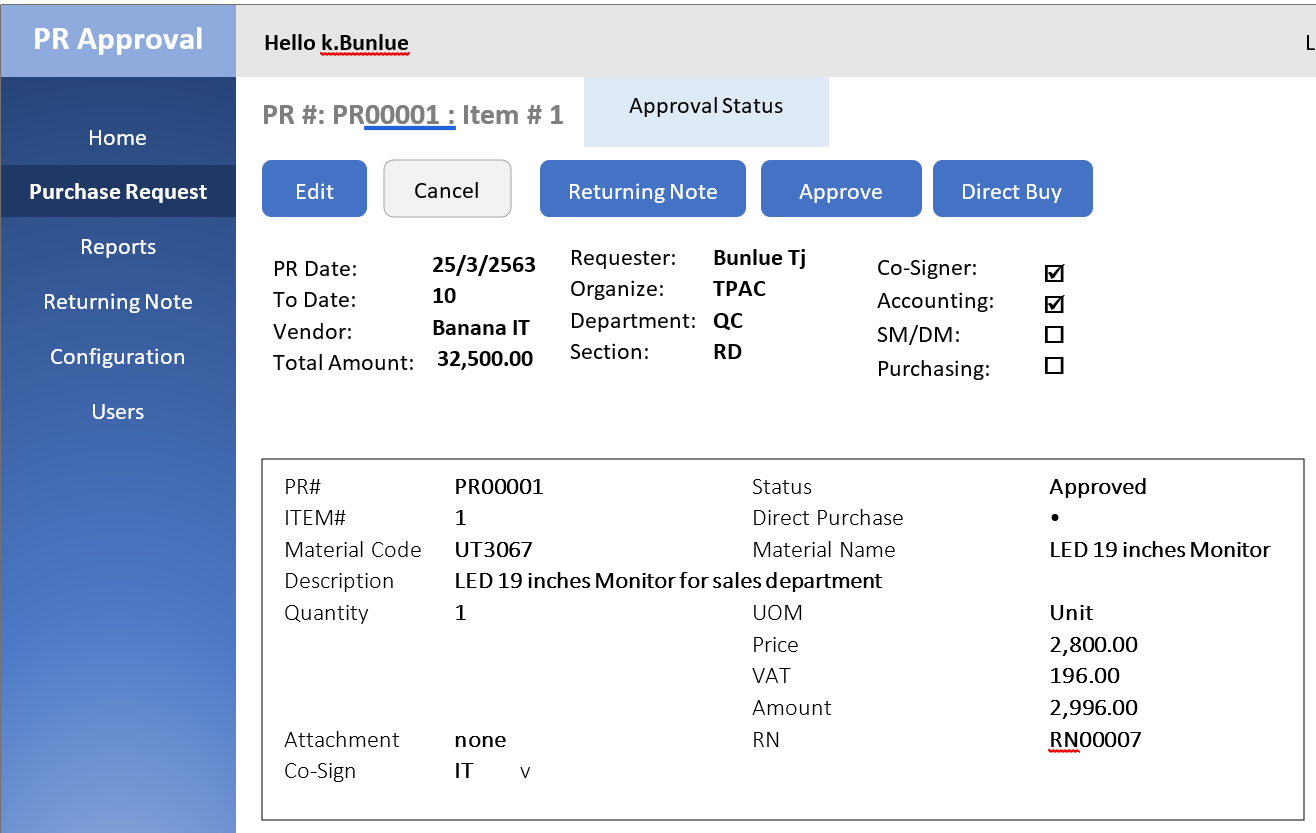 PR Approval
Hello k.Bunlue
L
Home
Purchase Request
Reports
Returning Note
Configuration
Users
PR #: PR00001 : Item # 1
Approval Status
Edit Cancel Returning Note Approve Direct Buy
PR Date: 25/3/2563
To Date: 10
Vendor: Banana IT
Total Amount: 32,500.00
Requester: Bunlue Tj
Organize: TPAC
Department: QC
Section: RD
Co-Signer: ☑
Accounting: ☑
SM/DM: ☐
Purchasing: ☐
PR# PR00001 Status Approved
ITEM# 1 Direct Purchase •
Material Code UT3067 Material Name LED 19 inches Monitor
Description LED 19 inches Monitor for sales department
Quantity 1 UOM Unit
Price 2,800.00
VAT 196.00
Amount 2,996.00
Attachment none RN RN00007
Co-Sign IT v